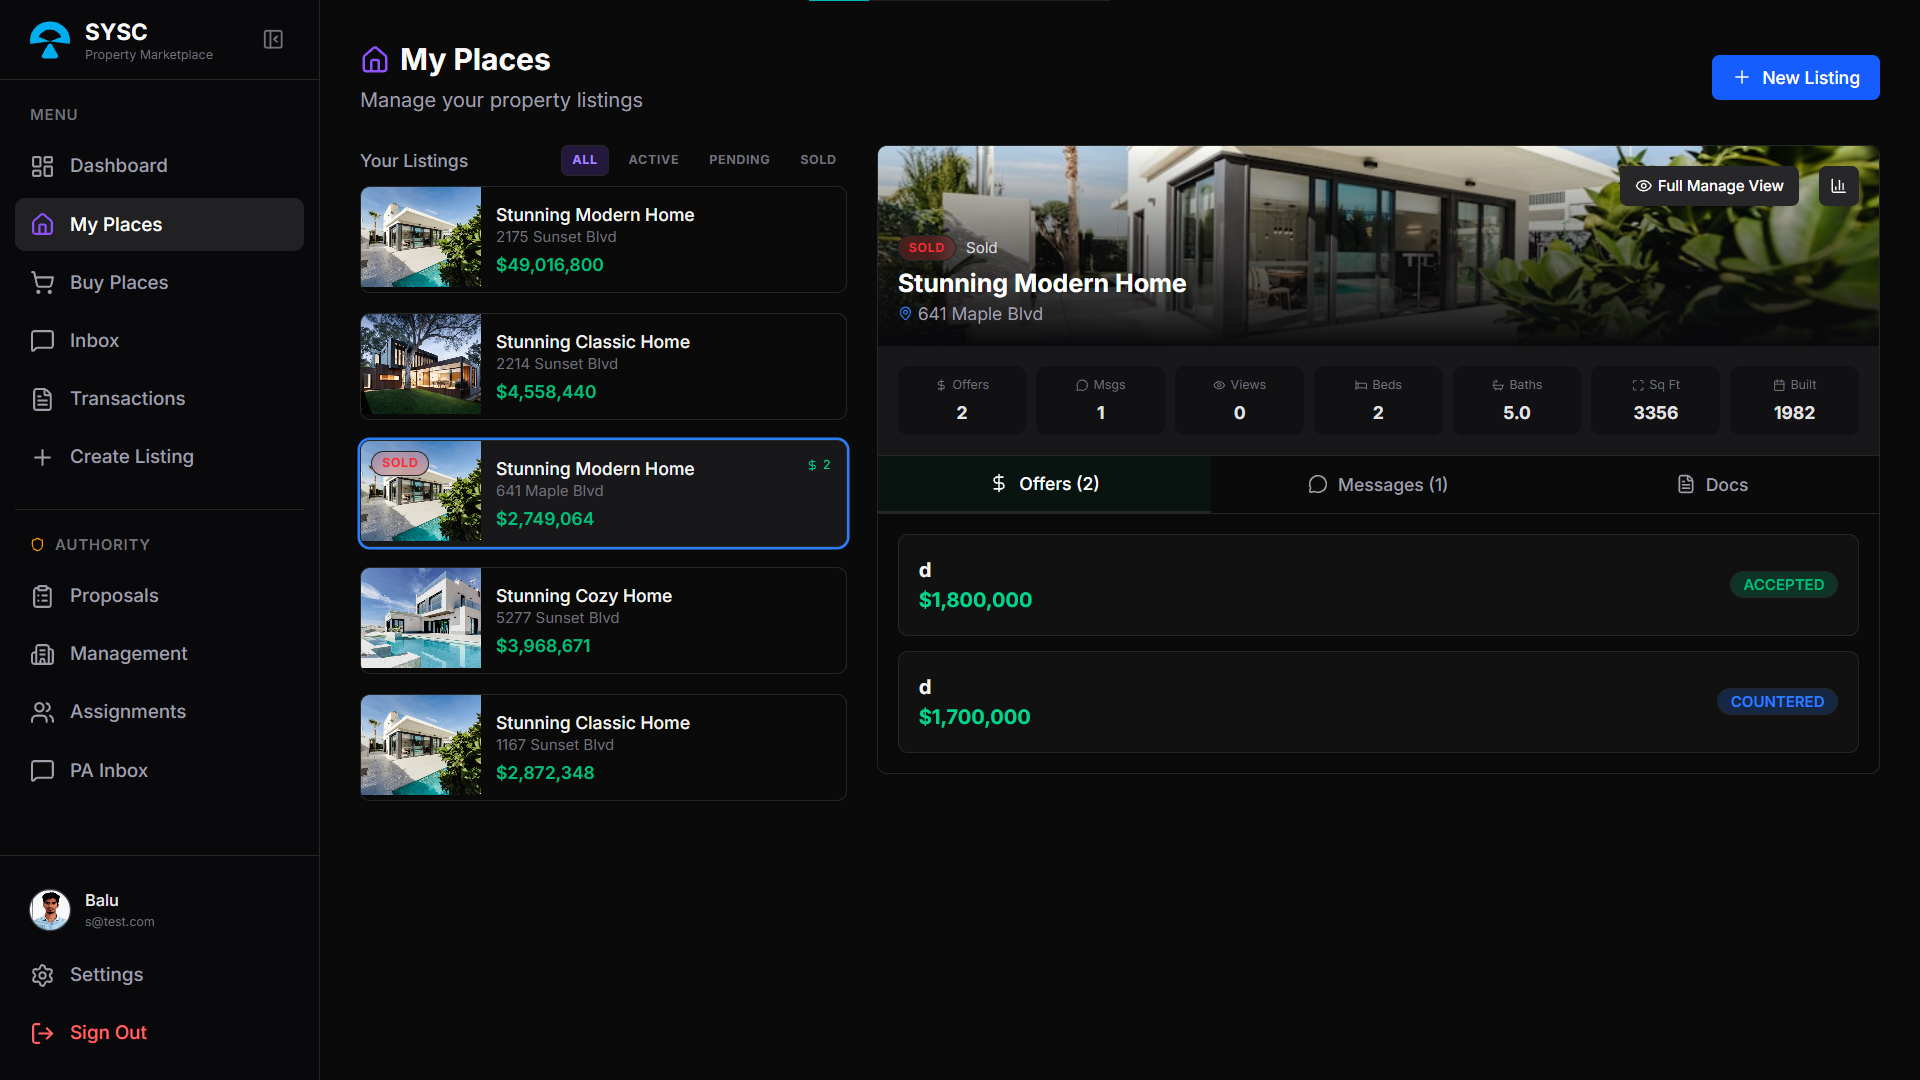 SYSC
Property Marketplace
MENU
Dashboard
My Places
Buy Places
Inbox
Transactions
Create Listing
AUTHORITY
Proposals
Management
Assignments
PA Inbox
Balu
s@test.com
Settings
Sign Out
My Places
Manage your property listings
New Listing
Your Listings
ALL ACTIVE PENDING SOLD
Stunning Modern Home
2175 Sunset Blvd
$49,016,800
Stunning Classic Home
2214 Sunset Blvd
$4,558,440
SOLD
Stunning Modern Home
$ 2
641 Maple Blvd
$2,749,064
Stunning Cozy Home
5277 Sunset Blvd
$3,968,671
Stunning Classic Home
1167 Sunset Blvd
$2,872,348
Full Manage View
SOLD Sold
Stunning Modern Home
641 Maple Blvd
$ Offers
2
Msgs
1
Views
0
Beds
2
Baths
5.0
Sq Ft
3356
Built
1982
$ Offers (2)
Messages (1)
Docs
d
$1,800,000
ACCEPTED
d
$1,700,000
COUNTERED